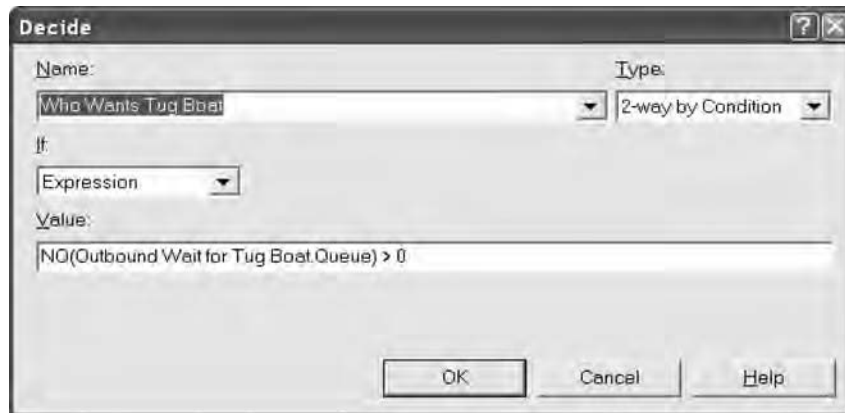 Decide
Name: Type:
Who Wants Tug Boat 2-way by Condition
If:
Expression
Value:
NQ(Outbound Wait for Tug Boat.Queue) > 0
OK Cancel Help